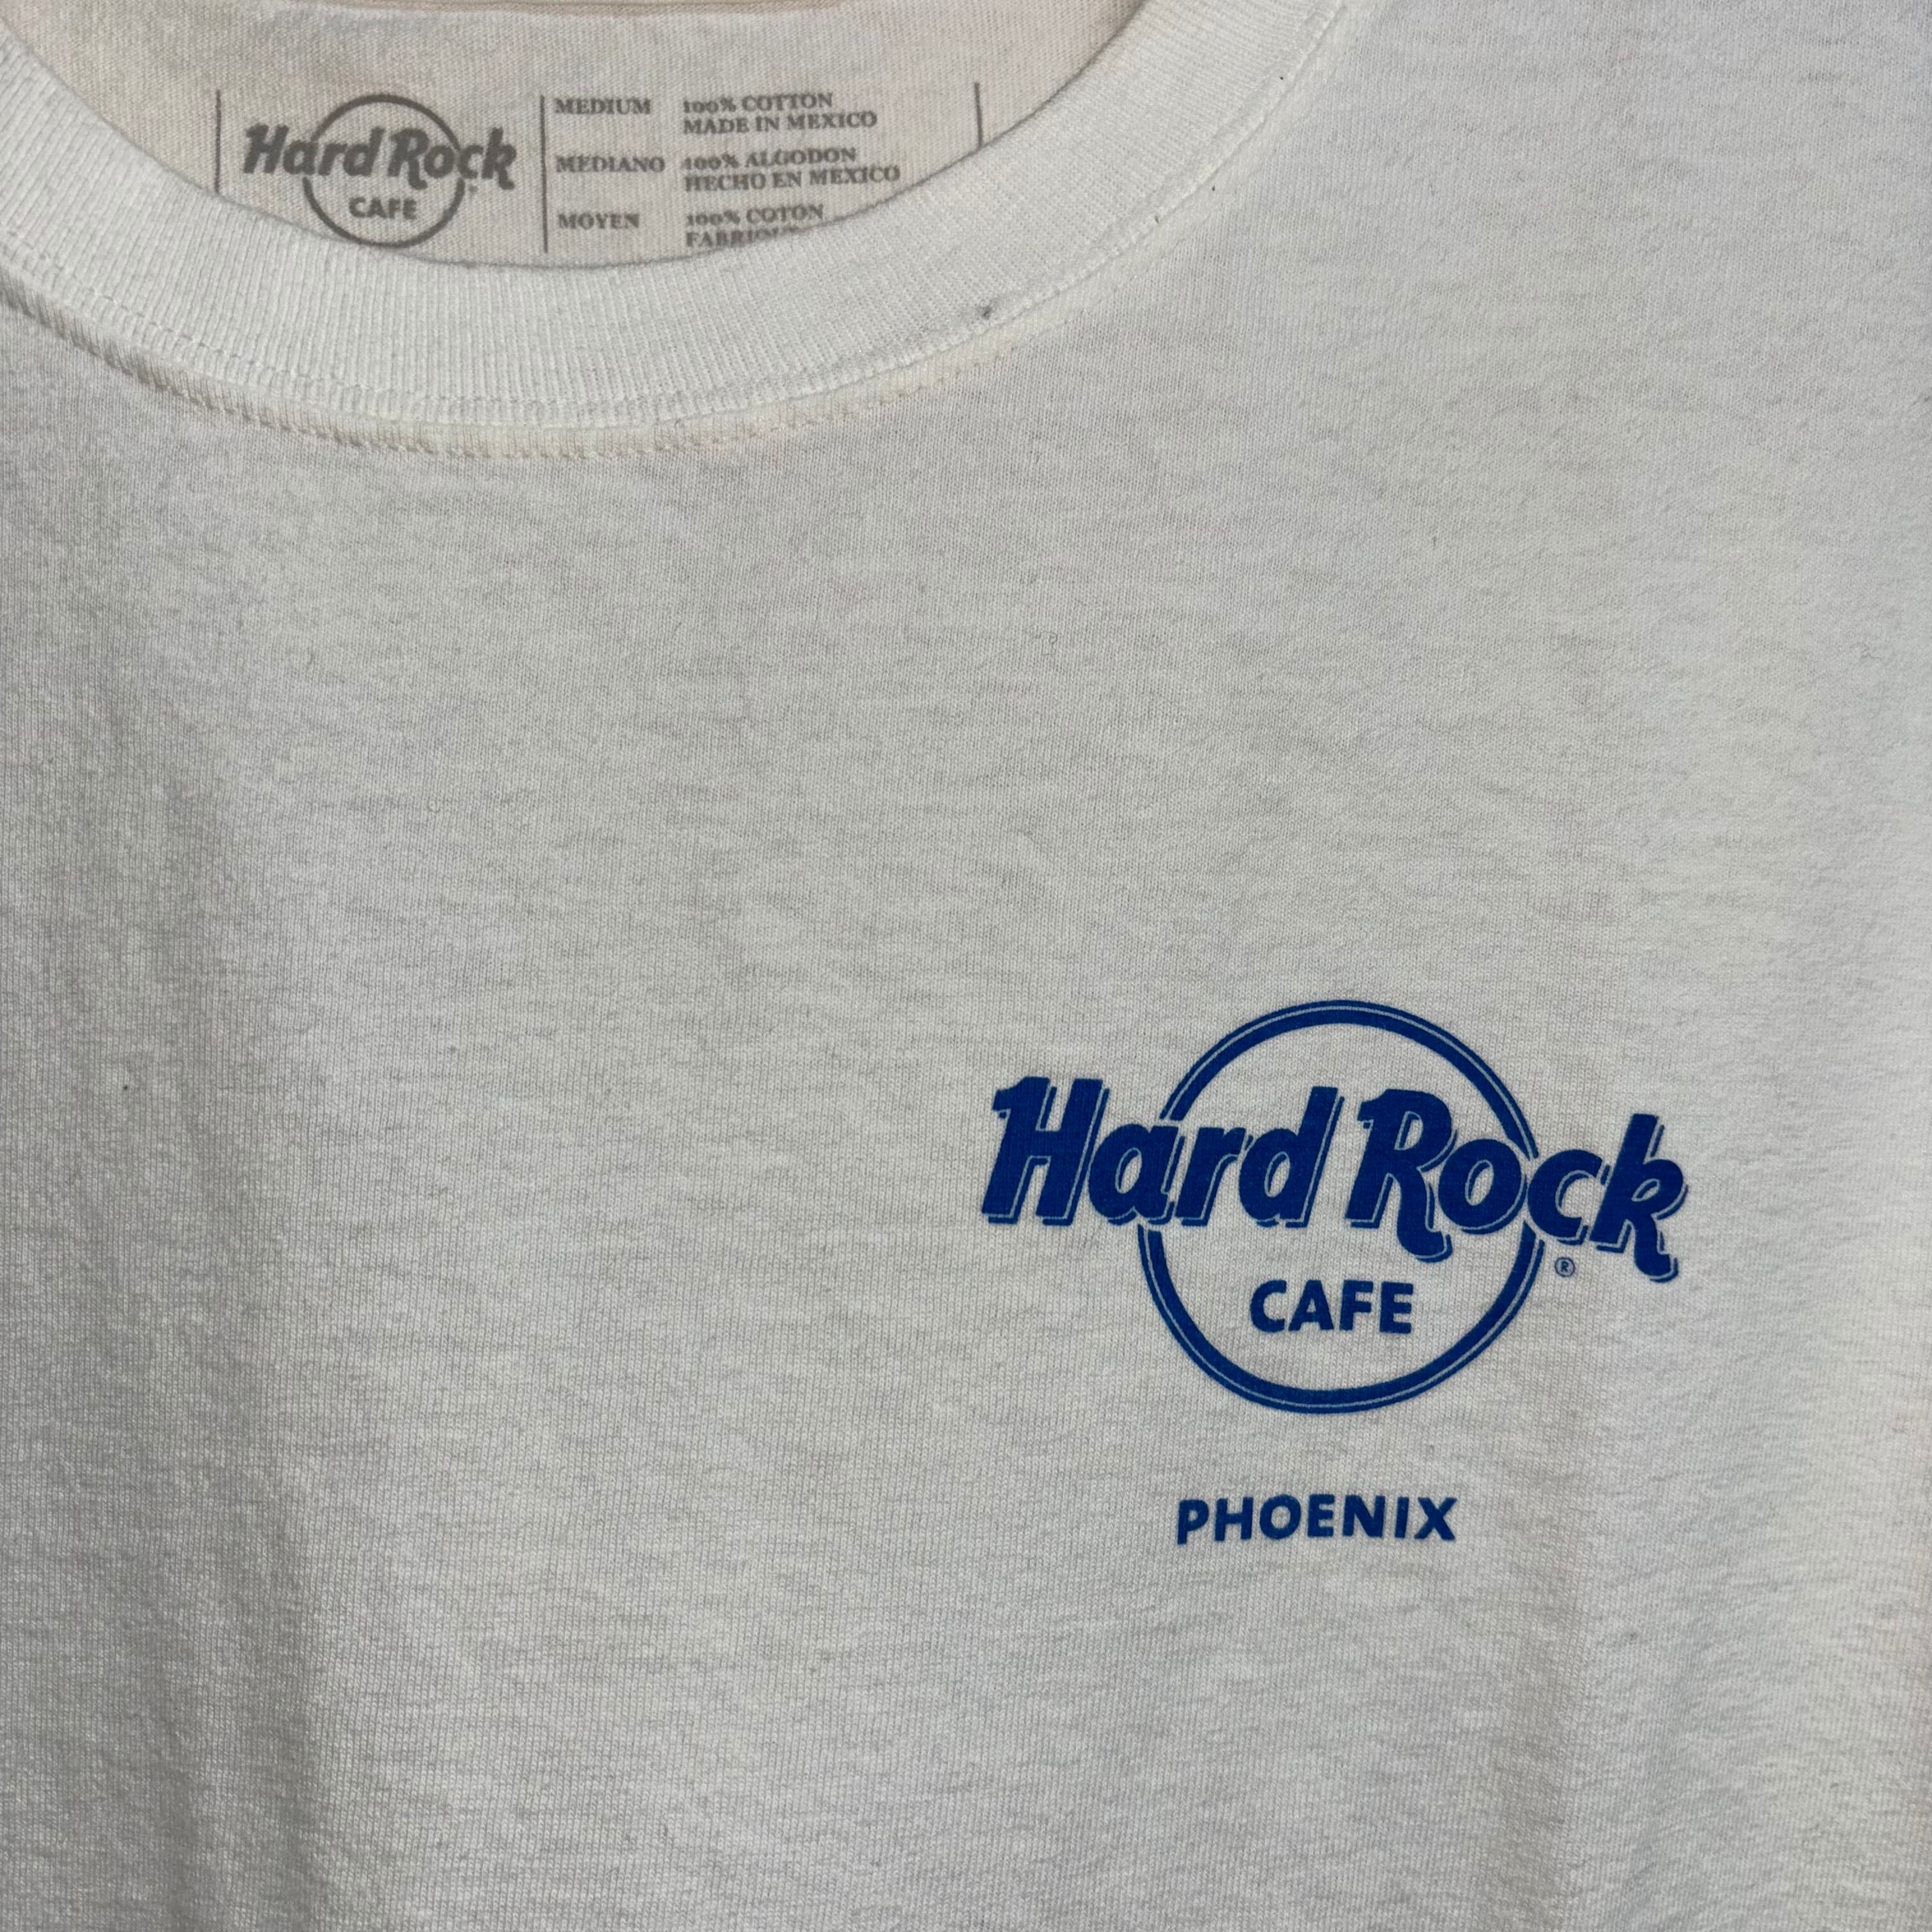 Hard Rock
CAFE
MEDIUM 100% COTTON
MADE IN MEXICO
MEDIANO 100% ALGODON
HECHO EN MEXICO
MOYEN 100% COTON
Hard Rock
®
CAFE
PHOENIX